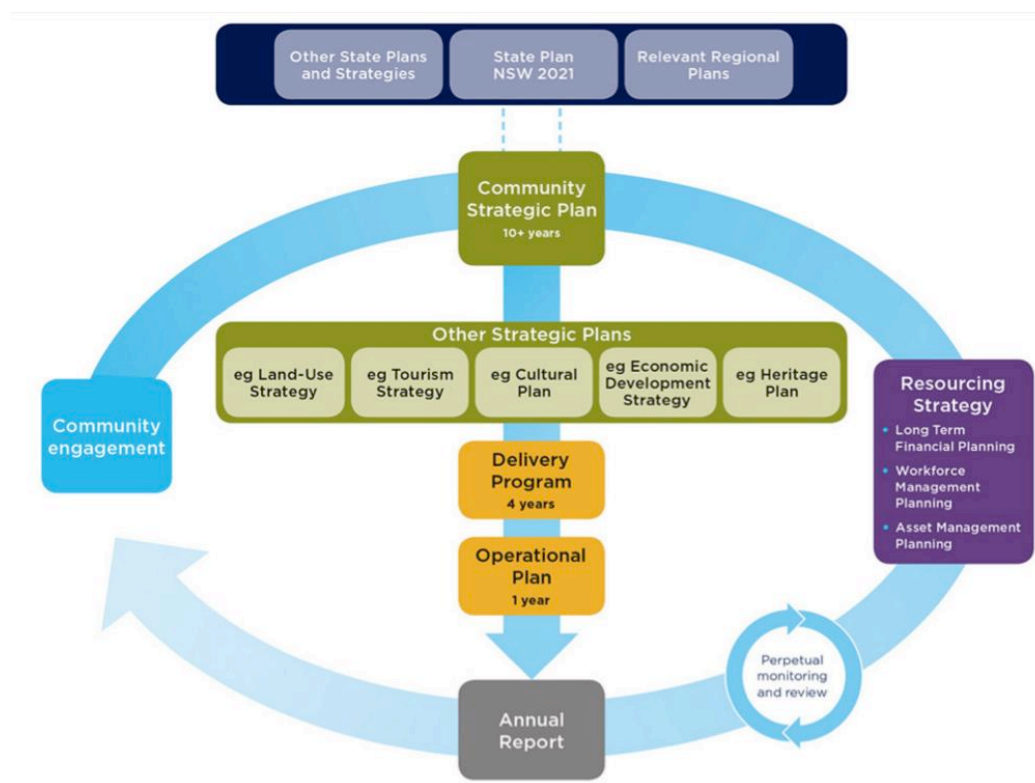 Other State Plans
and Strategies
State Plan
NSW 2021
Relevant Regional
Plans
Community
Strategic Plan
10+ years
Other Strategic Plans
eg Land-Use
Strategy
eg Tourism
Strategy
eg Cultural
Plan
eg Economic
Development
Strategy
eg Heritage
Plan
Community
engagement
Resourcing
Strategy
• Long Term
Financial Planning
• Workforce
Management
Planning
• Asset Management
Planning
Delivery
Program
4 years
Operational
Plan
1 year
Perpetual
monitoring
and review
Annual
Report